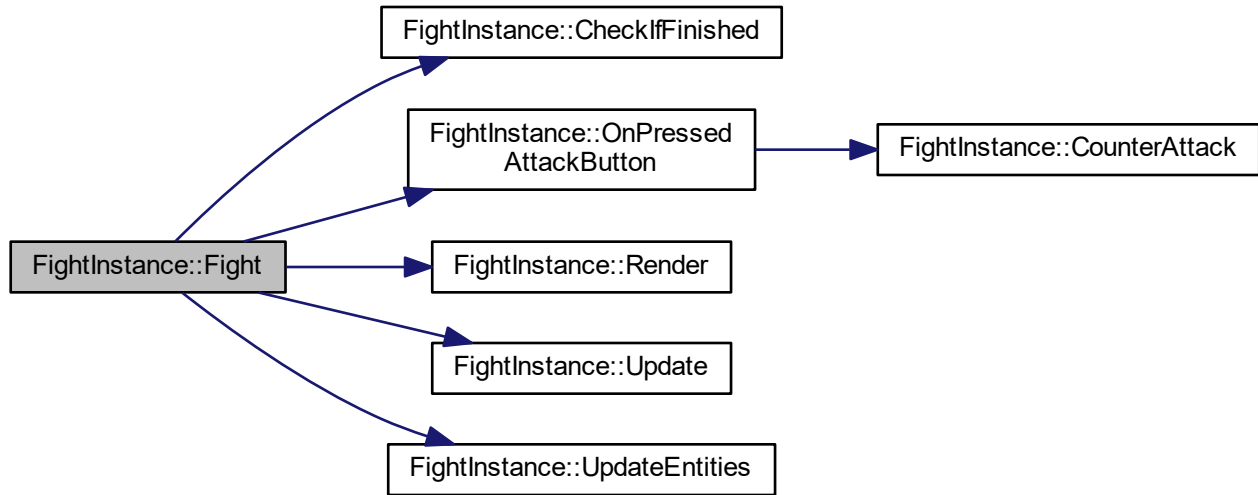 FightInstance::CheckIfFinished
FightInstance::OnPressed
AttackButton
FightInstance::CounterAttack
FightInstance::Fight
FightInstance::Render
FightInstance::Update
FightInstance::UpdateEntities